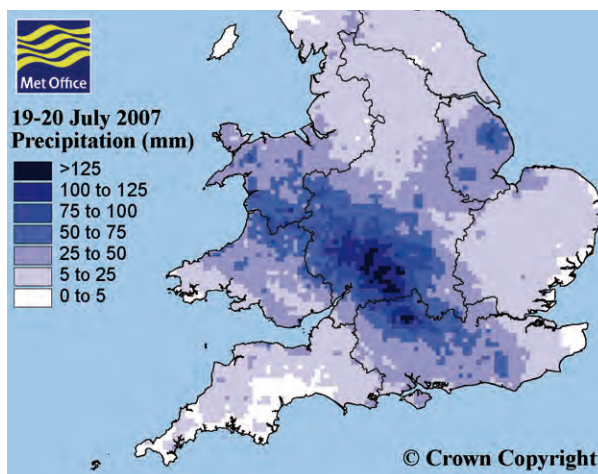 Met Office
19-20 July 2007
Precipitation (mm)
>125
100 to 125
75 to 100
50 to 75
25 to 50
5 to 25
0 to 5
© Crown Copyright